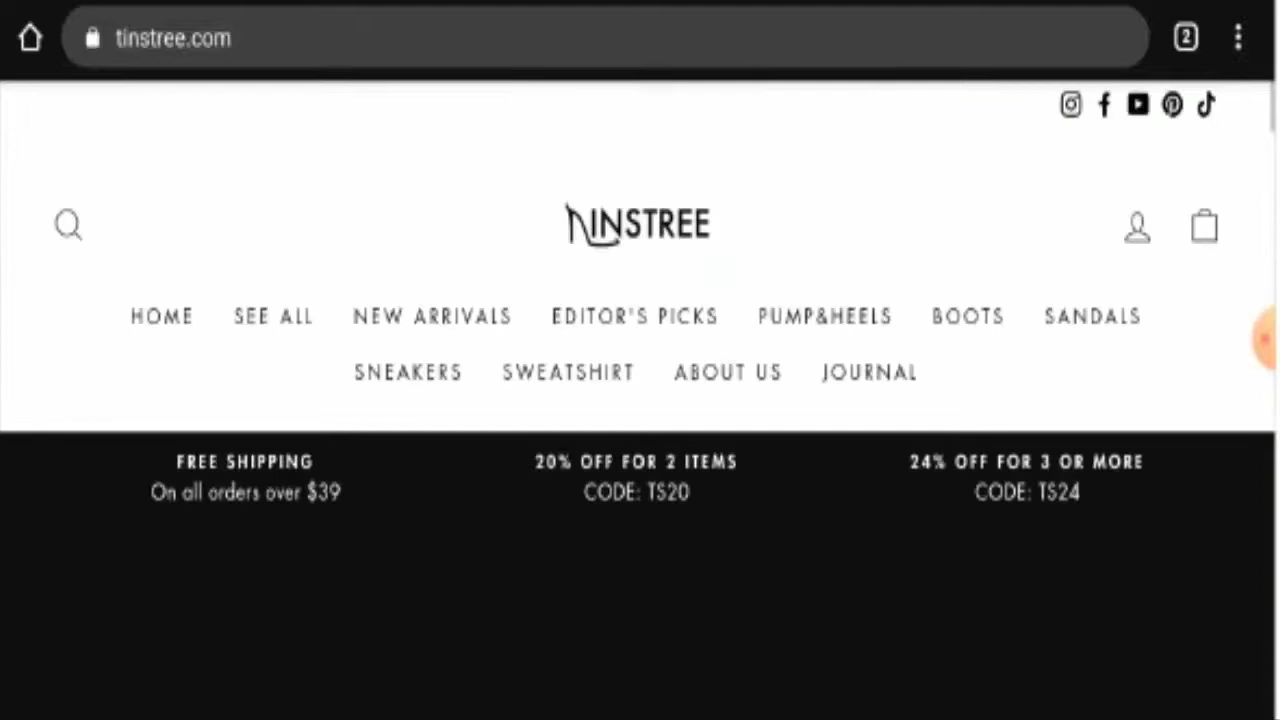 tinstree.com
2
TINSTREE
HOME SEE ALL NEW ARRIVALS EDITOR'S PICKS PUMP&HEELS BOOTS SANDALS
SNEAKERS SWEATSHIRT ABOUT US JOURNAL
FREE SHIPPING 20% OFF FOR 2 ITEMS 24% OFF FOR 3 OR MORE
On all orders over $39 CODE: TS20 CODE: TS24